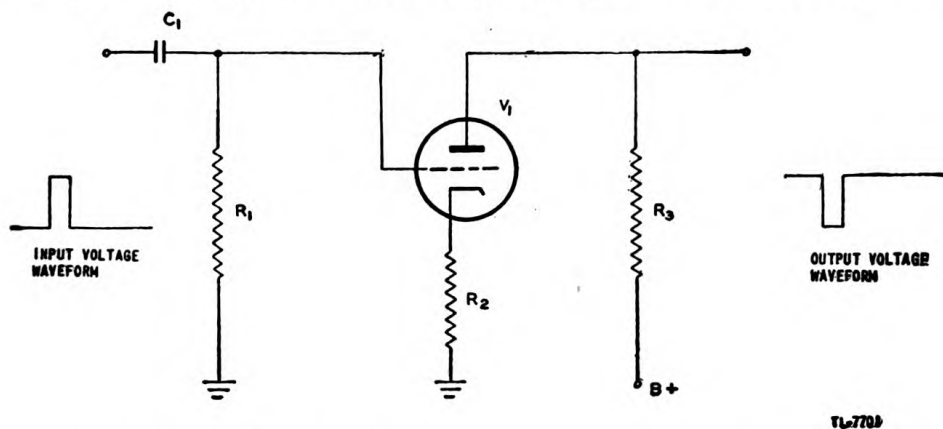 C1
V1
R1
R2
R3
B+
INPUT VOLTAGE
WAVEFORM
OUTPUT VOLTAGE
WAVEFORM